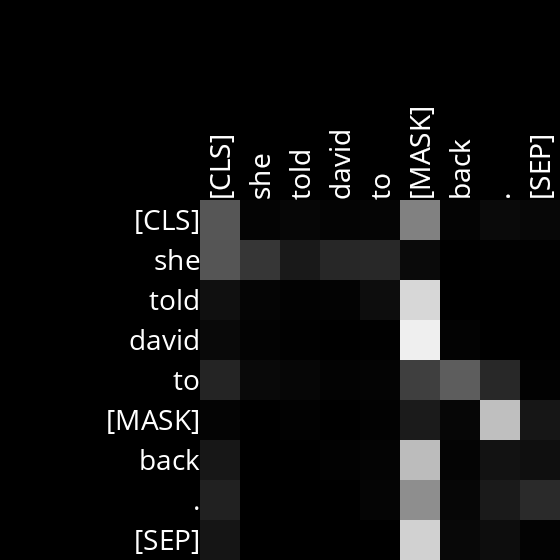 [CLS] she told david to [MASK] back . [SEP]
[CLS]
she
told
david
to
[MASK]
back
.
[SEP]